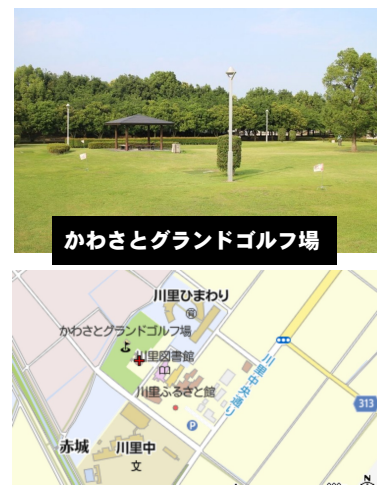 かわさとグランドゴルフ場
川里ひまわり
かわさとグランドゴルフ場
川里図書館
川里ふるさと館
川里中央通り
313
赤城
川里中
文
P
N